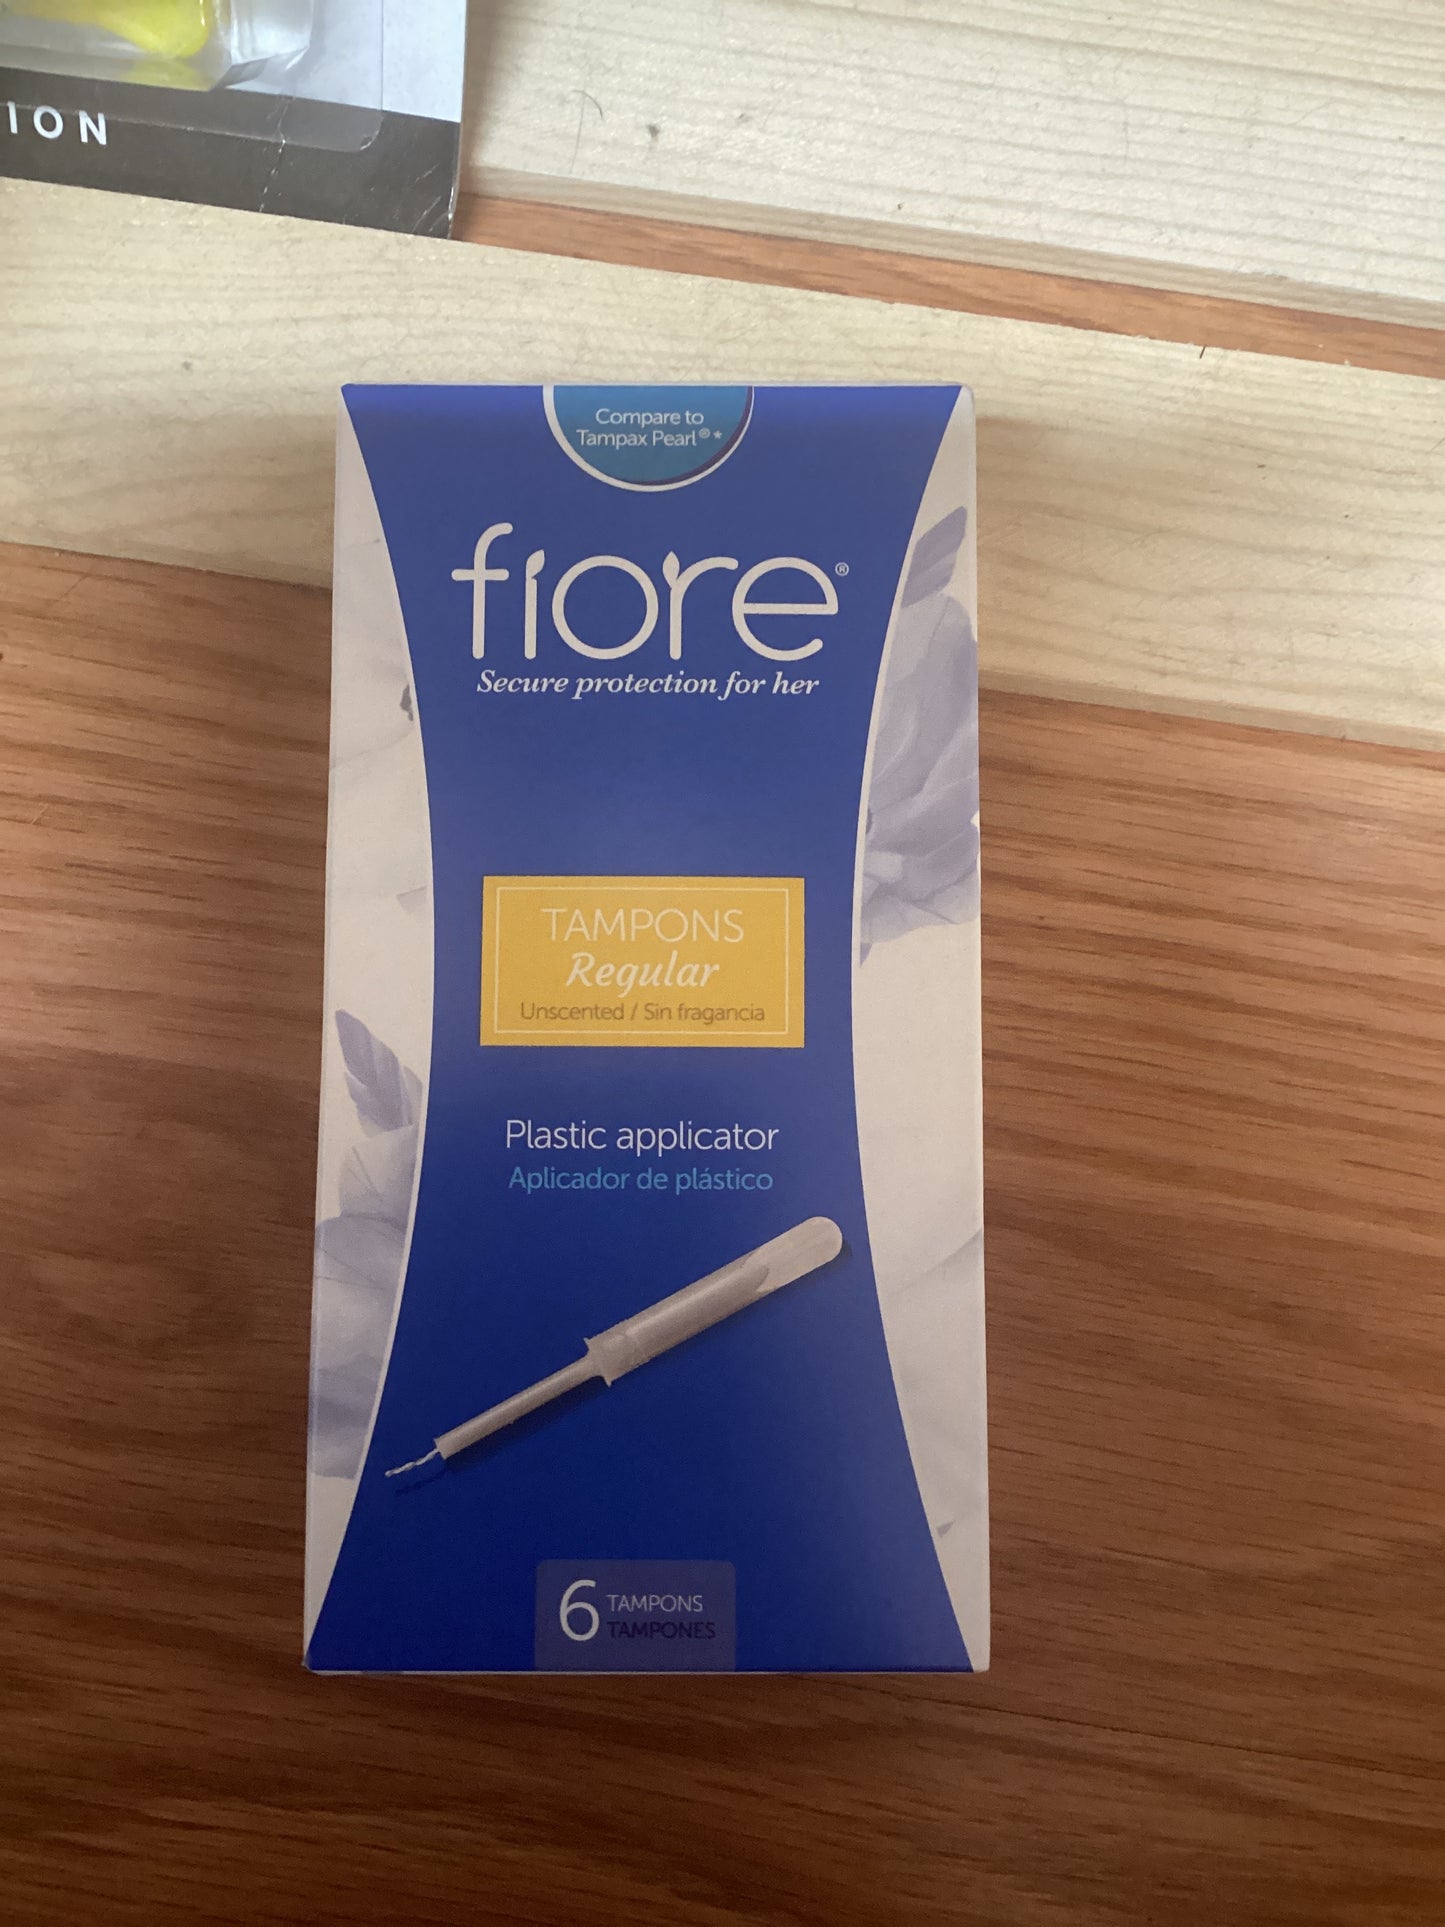 ION
Compare to
Tampax Pearl®*
fiore®
Secure protection for her
TAMPONS
Regular
Unscented / Sin fragancia
Plastic applicator
Aplicador de plástico
6 TAMPONS
TAMPONES